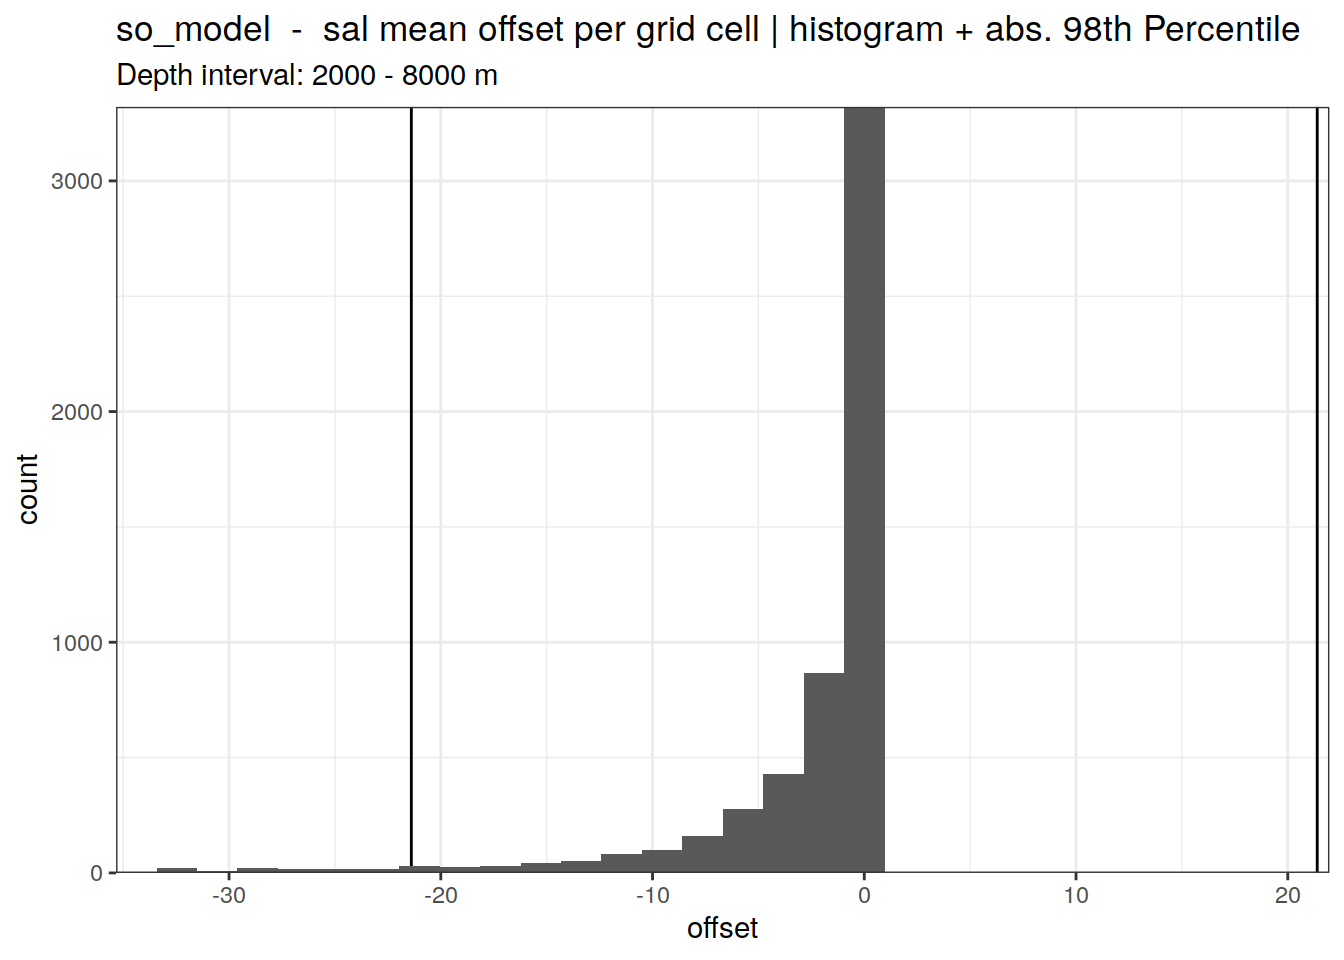 so_model  -  sal mean offset per grid cell | histogram + abs. 98th Percentile
Depth interval: 2000 - 8000 m
3000
2000
1000
0
count
-30 -20 -10 0 10 20
offset